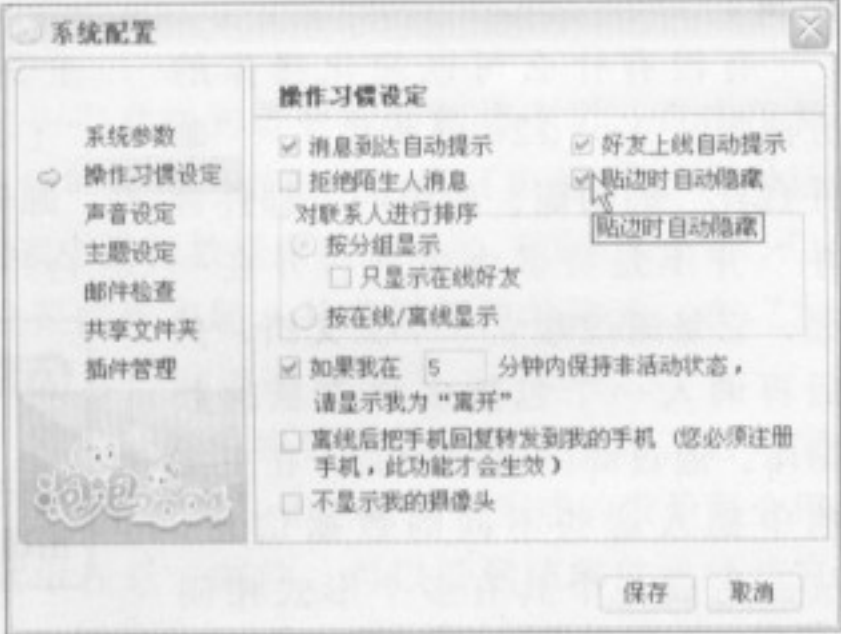 系统配置
系统参数
操作习惯设定
声音设定
主题设定
邮件检查
共享文件夹
插件管理
操作习惯设定
消息到达自动提示
好友上线自动提示
拒绝陌生人消息
贴边时自动隐藏
贴边时自动隐藏
对联系人进行排序
按分组显示
只显示在线好友
按在线/离线显示
如果我在 5 分钟内保持非活动状态，
请显示我为“离开”
离线后把手机回复转发到我的手机（您必须注册
手机，此功能才会生效）
不显示我的摄像头
保存
取消